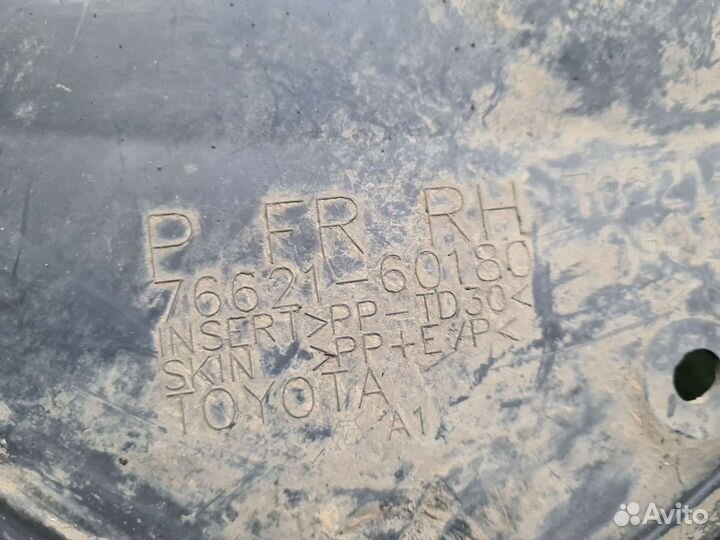 P FR RH
76621-60180
INSERT >PP-TD30<
SKIN >PP+E/P<
TOYOTA
A1
Avito